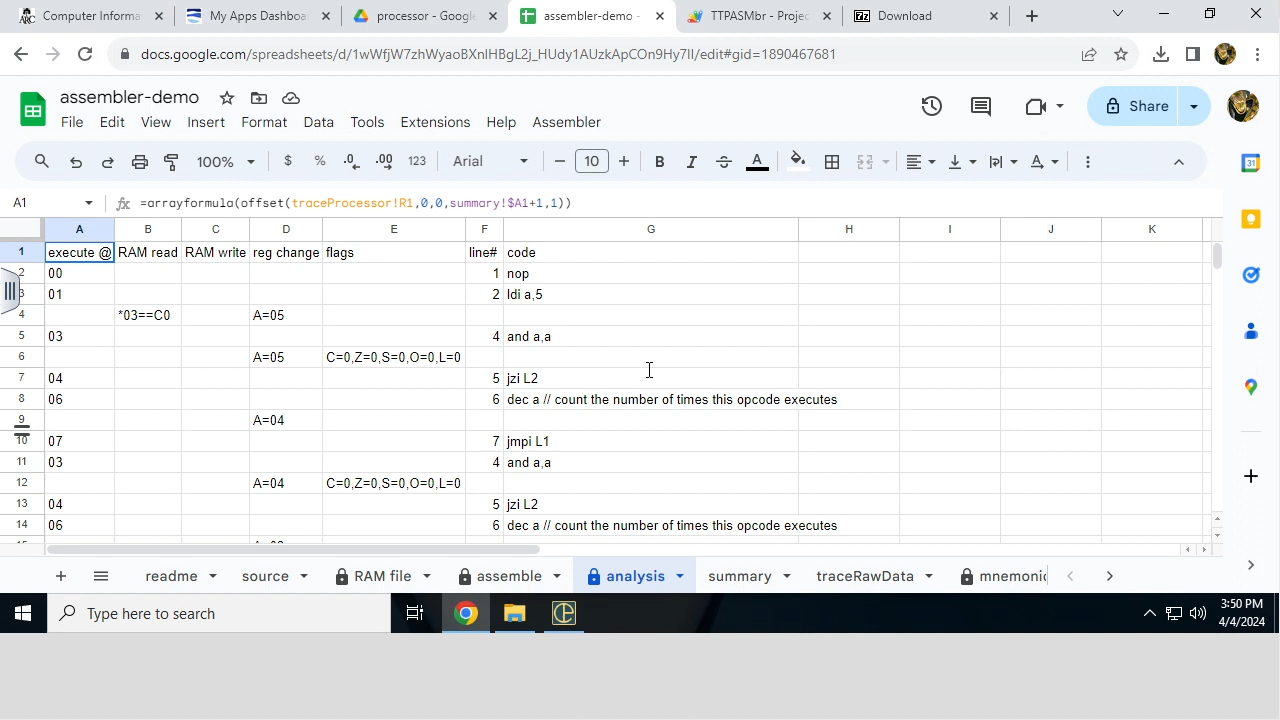 Computer Informa
My Apps Dashboa
processor - Google
assembler-demo -
TTPASMbr - Projec
Download
docs.google.com/spreadsheets/d/1wWfjW7zhWyaoBXnIHBgL2j_HUdy1AUzkApCOn9Hy7II/edit#gid=1890467681
assembler-demo
File Edit View Insert Format Data Tools Extensions Help Assembler
Share
100% $ % .0 .00 123 Arial 10 B I A A
A1 fx =arrayformula(offset(traceProcessor!R1,0,0,summary!$A1+1,1))
A B C D E F G H I J K
1 execute @ RAM read RAM write reg change flags line# code
2 00 1 nop
3 01 2 ldi a,5
4 *03==C0 A=05
5 03 4 and a,a
6 A=05 C=0,Z=0,S=0,O=0,L=0
7 04 5 jzi L2
8 06 6 dec a // count the number of times this opcode executes
9 A=04
10 07 7 jmpi L1
11 03 4 and a,a
12 A=04 C=0,Z=0,S=0,O=0,L=0
13 04 5 jzi L2
14 06 6 dec a // count the number of times this opcode executes
readme source RAM file assemble analysis summary traceRawData mnemonic
Type here to search
3:50 PM
4/4/2024